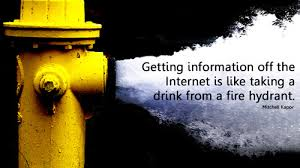 Getting information off the
Internet is like taking a
drink from a fire hydrant.
Mitchell Kapor